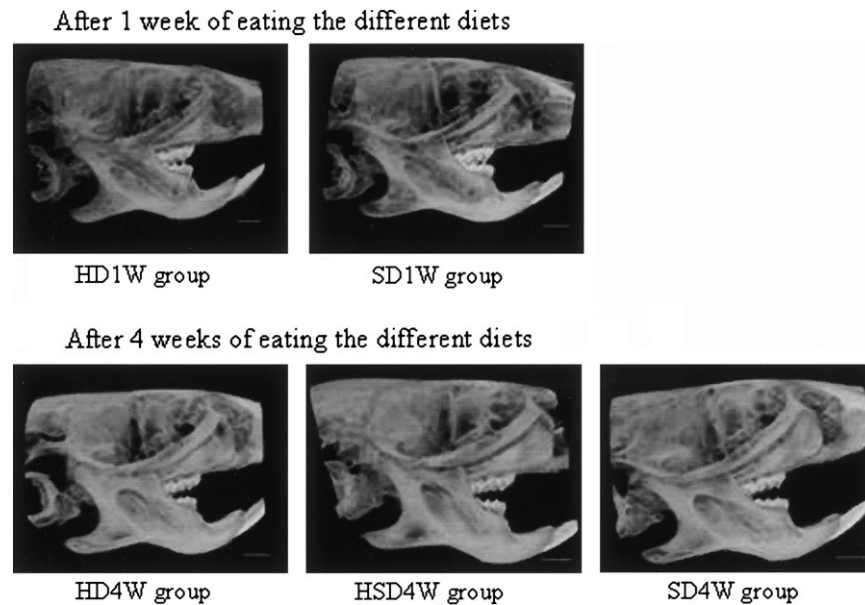 After 1 week of eating the different diets
HD1W group
SD1W group
After 4 weeks of eating the different diets
HD4W group
HSD4W group
SD4W group